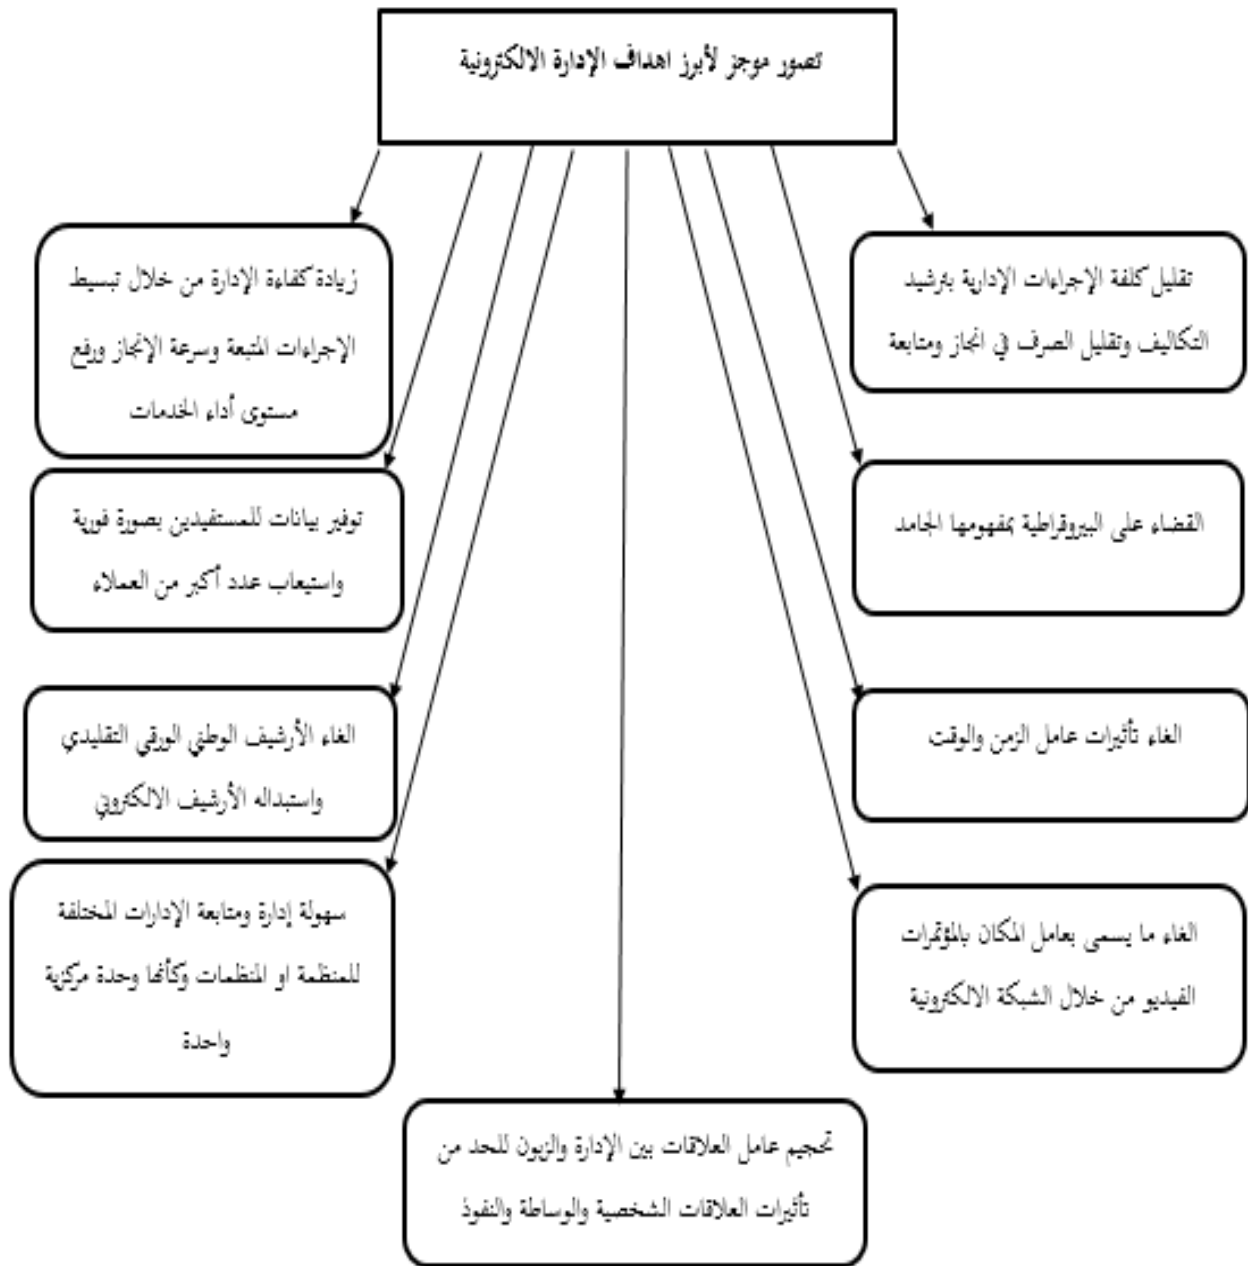 تصور موجز لأبرز اهداف الإدارة الالكترونية
تقليل كلفة الإجراءات الإدارية بترشيد
التكاليف وتقليل الصرف في انجاز ومتابعة
القضاء على البيروقراطية بمفهومها الجامد
الغاء تأثيرات عامل الزمن والوقت
الغاء ما يسمى بعامل المكان بالمؤتمرات
الفيديو من خلال الشبكة الالكترونية
زيادة كفاءة الإدارة من خلال تبسيط
الإجراءات المتبعة وسرعة الإنجاز ورفع
مستوى أداء الخدمات
توفير بيانات للمستفيدين بصورة فورية
واستيعاب عدد أكبر من العملاء
الغاء الأرشيف الوطني الورقي التقليدي
واستبداله الأرشيف الالكتروني
سهولة إدارة ومتابعة الإدارات المختلفة
للمنظمة او المنظمات وكأنها وحدة مركزية
واحدة
تحجيم عامل العلاقات بين الإدارة والزبون للحد من
تأثيرات العلاقات الشخصية والوساطة والنفوذ